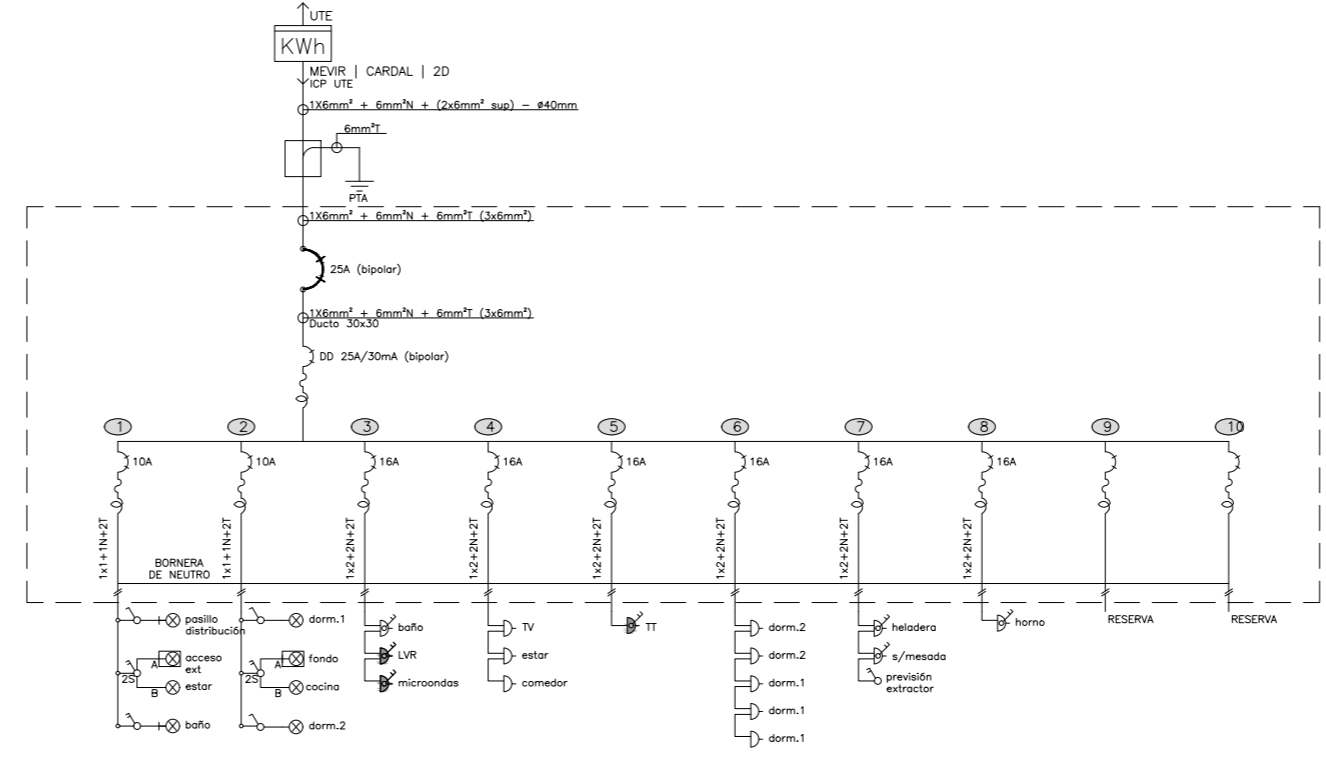 UTE
KWh
MEVIR | CARDAL | 2D
ICP UTE
1X6mm² + 6mm²N + (2x6mm² sup) – ø40mm
6mm²T
PTA
1X6mm² + 6mm²N + 6mm²T (3x6mm²)
25A (bipolar)
1X6mm² + 6mm²N + 6mm²T (3x6mm²)
Ducto 30x30
DD 25A/30mA (bipolar)
1 2 3 4 5 6 7 8 9 10
10A 10A 16A 16A 16A 16A 16A 16A
1x1+1N+2T 1x1+1N+2T 1x2+2N+2T 1x2+2N+2T 1x2+2N+2T 1x2+2N+2T 1x2+2N+2T 1x2+2N+2T
BORNERA
DE NEUTRO
pasillo
distribución
2S
A
acceso
ext
B
estar
baño
dorm.1
2S
A
fondo
B
cocina
dorm.2
baño
LVR
microondas
TV
estar
comedor
TT
dorm.2
dorm.2
dorm.1
dorm.1
dorm.1
heladera
s/mesada
previsión
extractor
horno
RESERVA
RESERVA